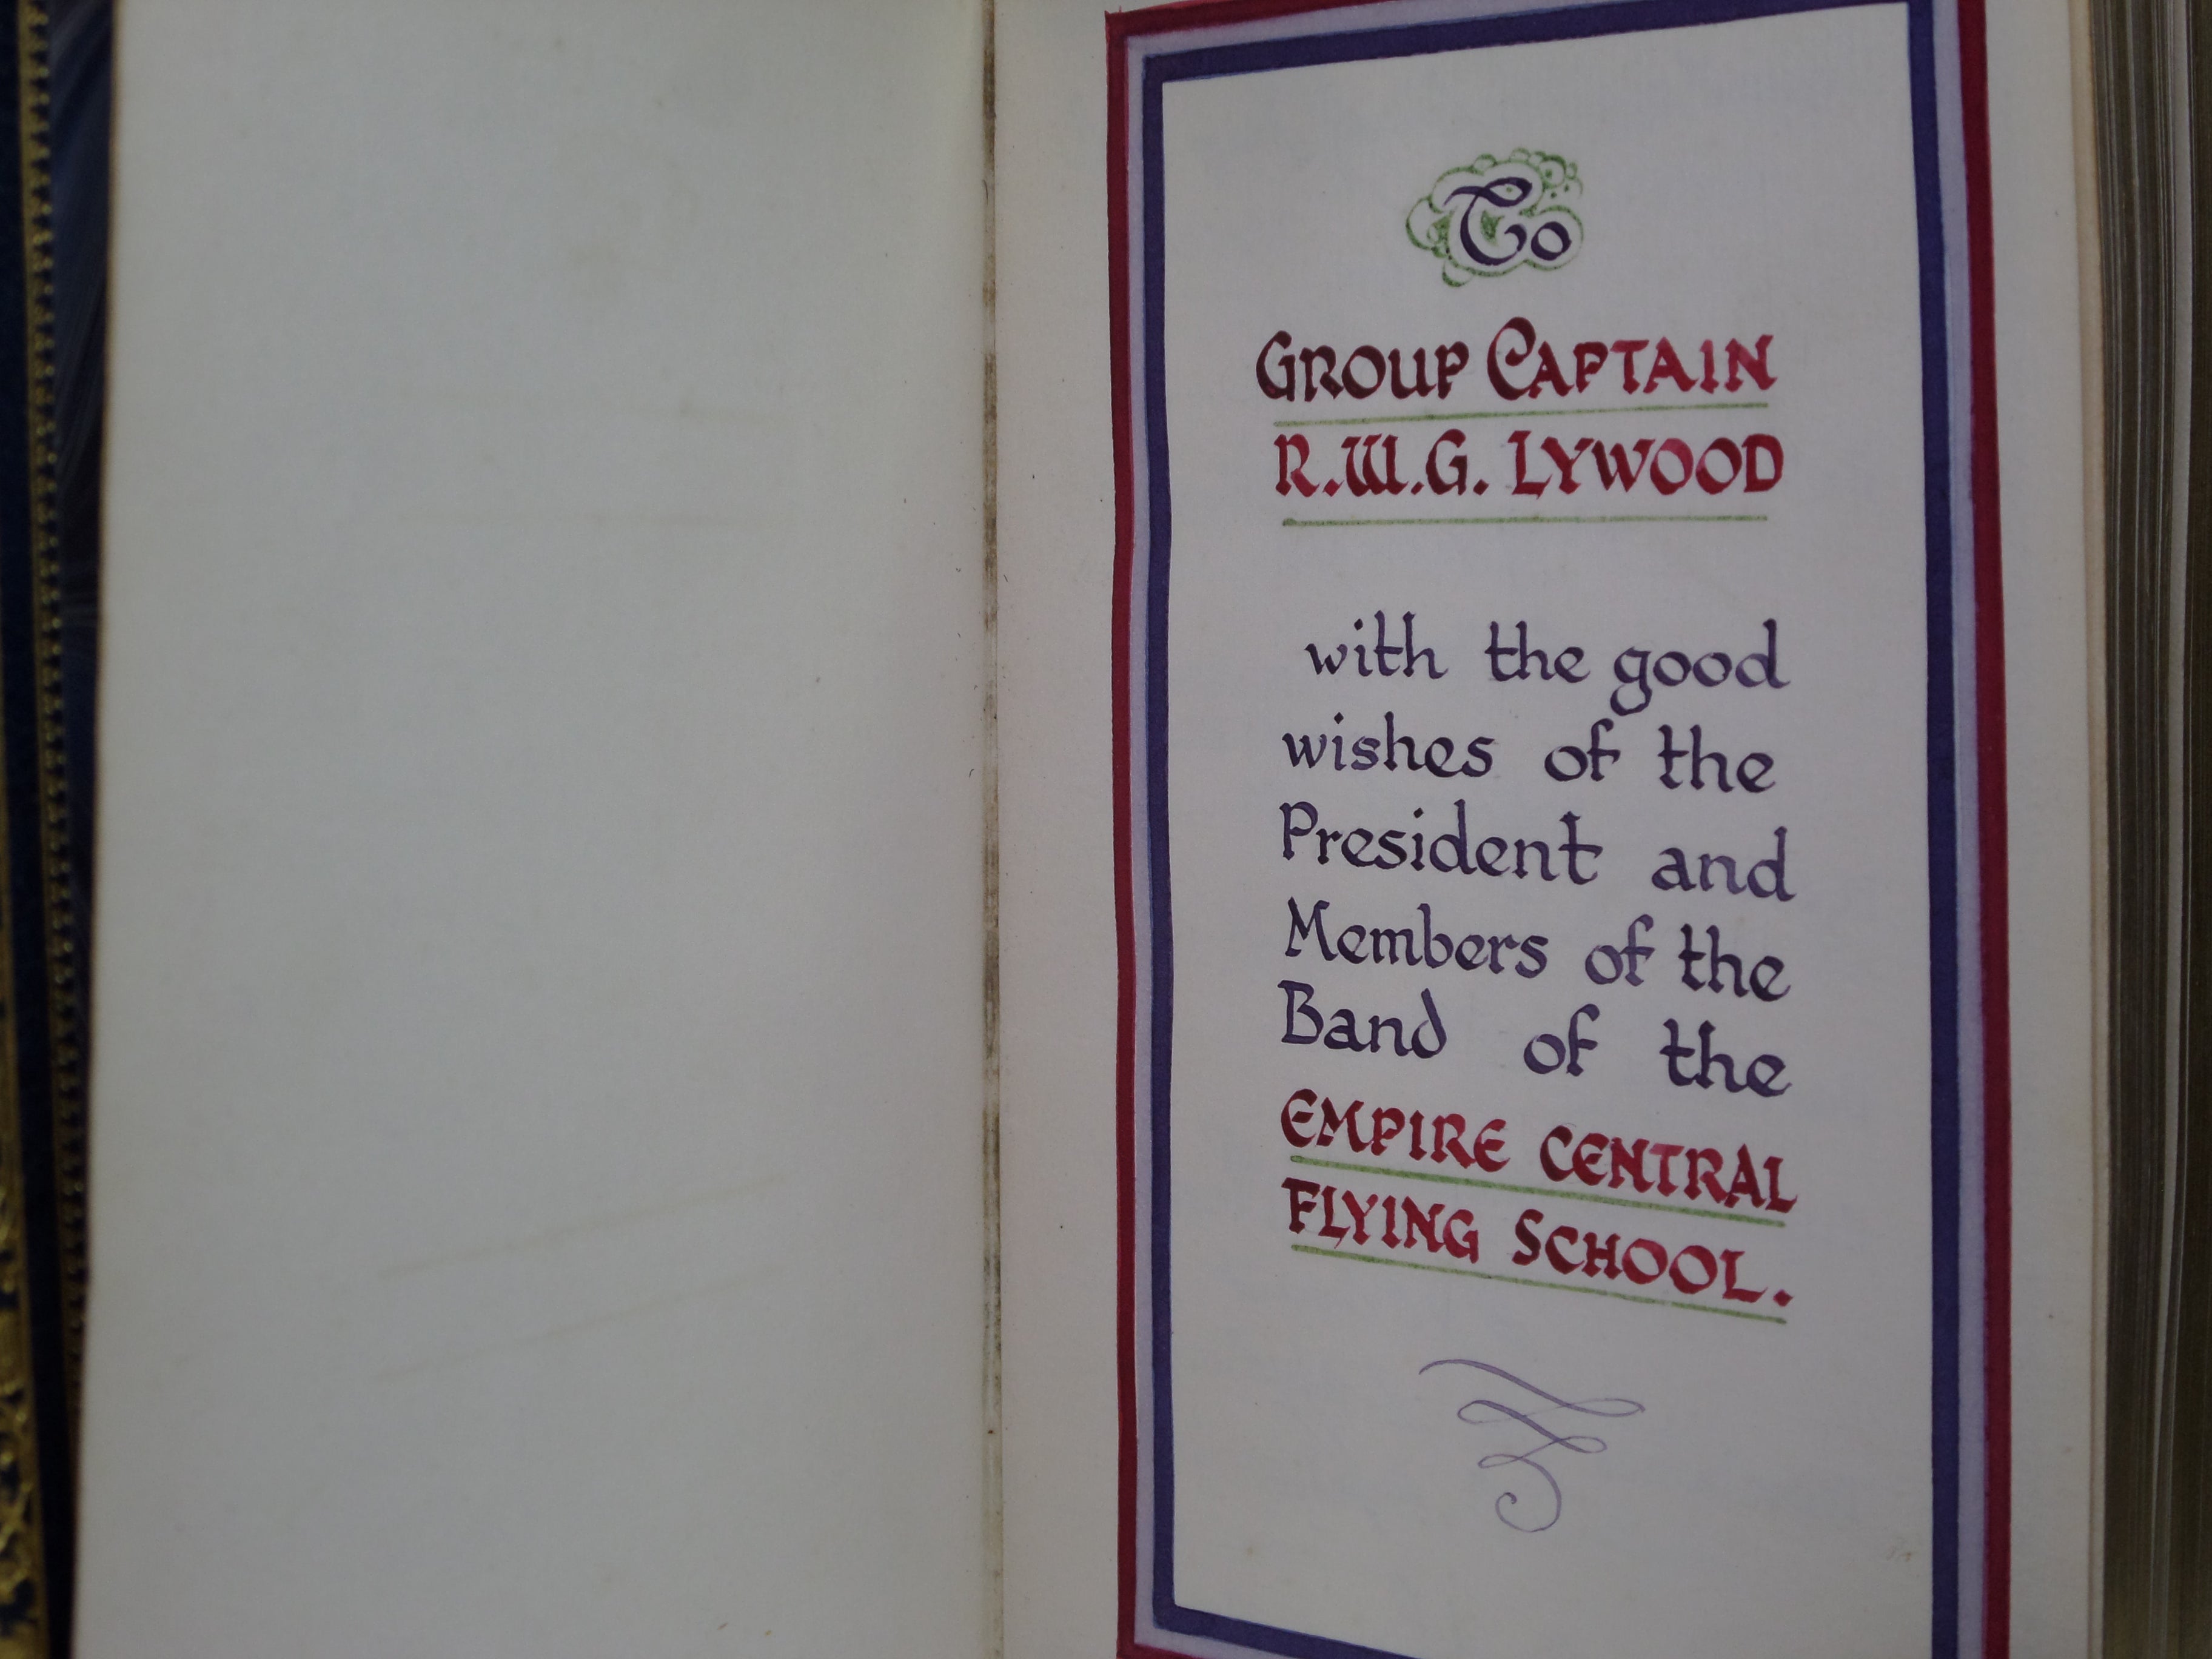 To
GROUP CAPTAIN
R.W.G. LYWOOD
with the good
wishes of the
President and
Members of the
Band of the
EMPIRE CENTRAL
FLYING SCHOOL.